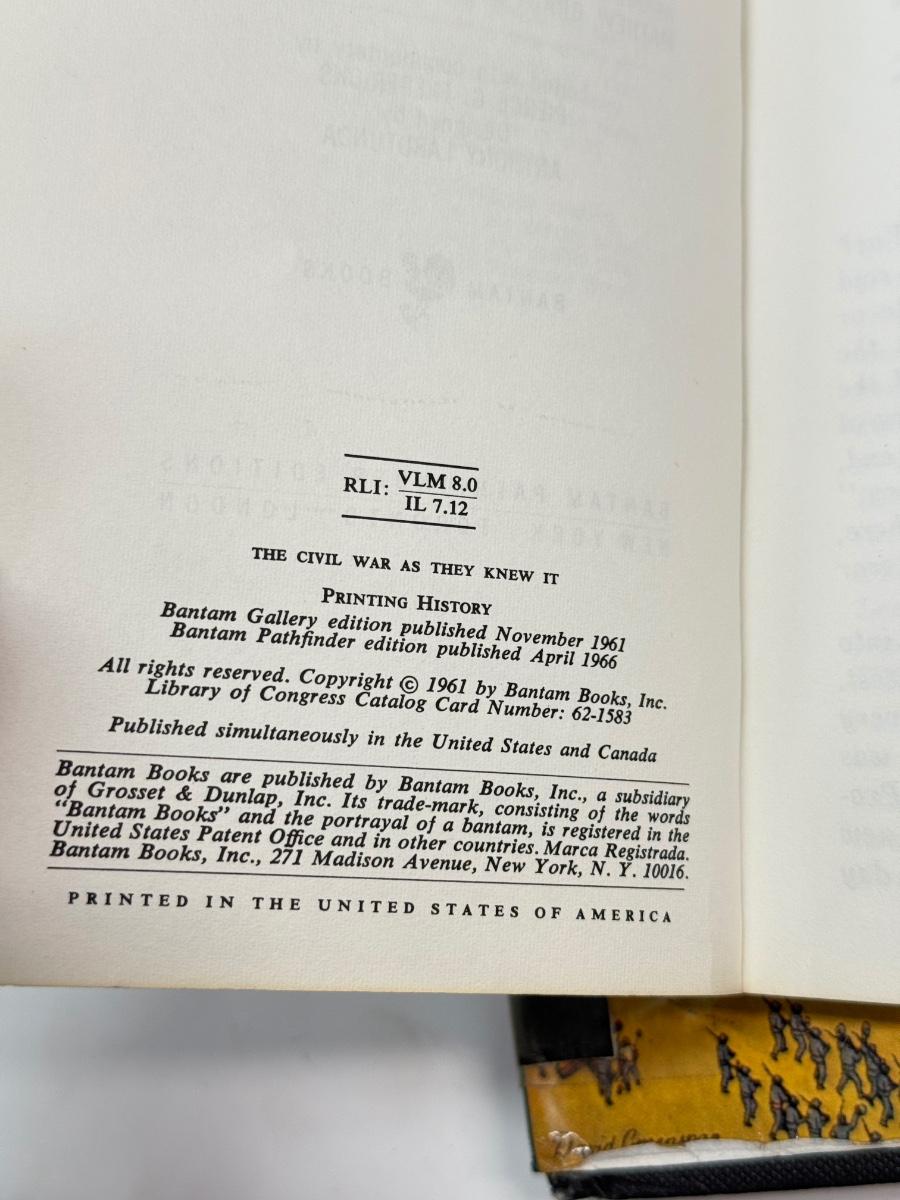 RLI: VLM 8.0
IL 7.12
THE CIVIL WAR AS THEY KNEW IT
PRINTING HISTORY
Bantam Gallery edition published November 1961
Bantam Pathfinder edition published April 1966
All rights reserved. Copyright © 1961 by Bantam Books, Inc.
Library of Congress Catalog Card Number: 62-1583
Published simultaneously in the United States and Canada
Bantam Books are published by Bantam Books, Inc., a subsidiary
of Grosset & Dunlap, Inc. Its trade-mark, consisting of the words
"Bantam Books" and the portrayal of a bantam, is registered in the
United States Patent Office and in other countries. Marca Registrada.
Bantam Books, Inc., 271 Madison Avenue, New York, N. Y. 10016.
PRINTED IN THE UNITED STATES OF AMERICA
David Greenspan